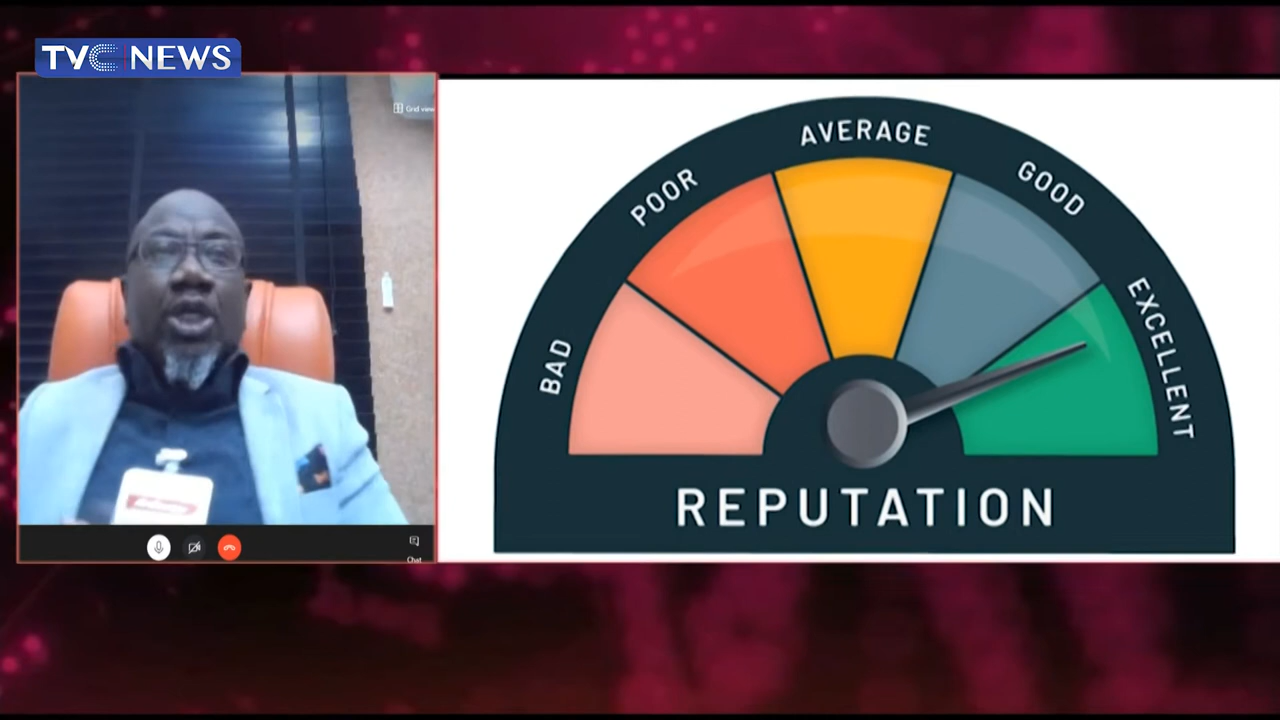 TVC NEWS
Grid view
Chat
BAD
POOR
AVERAGE
GOOD
EXCELLENT
REPUTATION